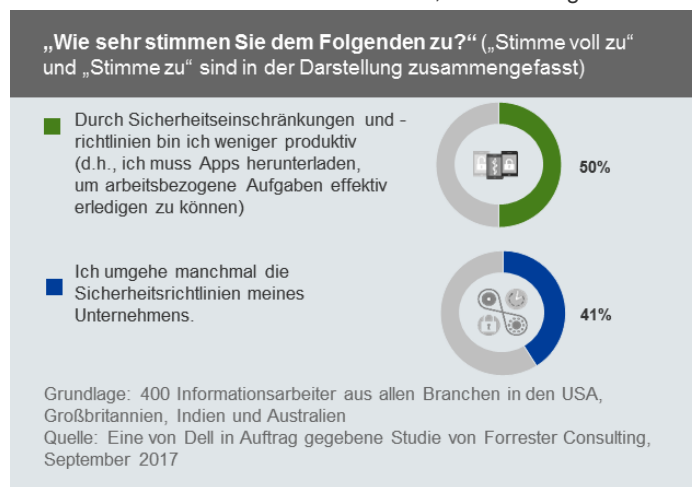 „Wie sehr stimmen Sie dem Folgenden zu?“ („Stimme voll zu“
und „Stimme zu“ sind in der Darstellung zusammengefasst)
Durch Sicherheitseinschränkungen und -
richtlinien bin ich weniger produktiv
(d.h., ich muss Apps herunterladen,
um arbeitsbezogene Aufgaben effektiv
erledigen zu können)
50%
Ich umgehe manchmal die
Sicherheitsrichtlinien meines
Unternehmens.
41%
Grundlage: 400 Informationsarbeiter aus allen Branchen in den USA,
Großbritannien, Indien und Australien
Quelle: Eine von Dell in Auftrag gegebene Studie von Forrester Consulting,
September 2017